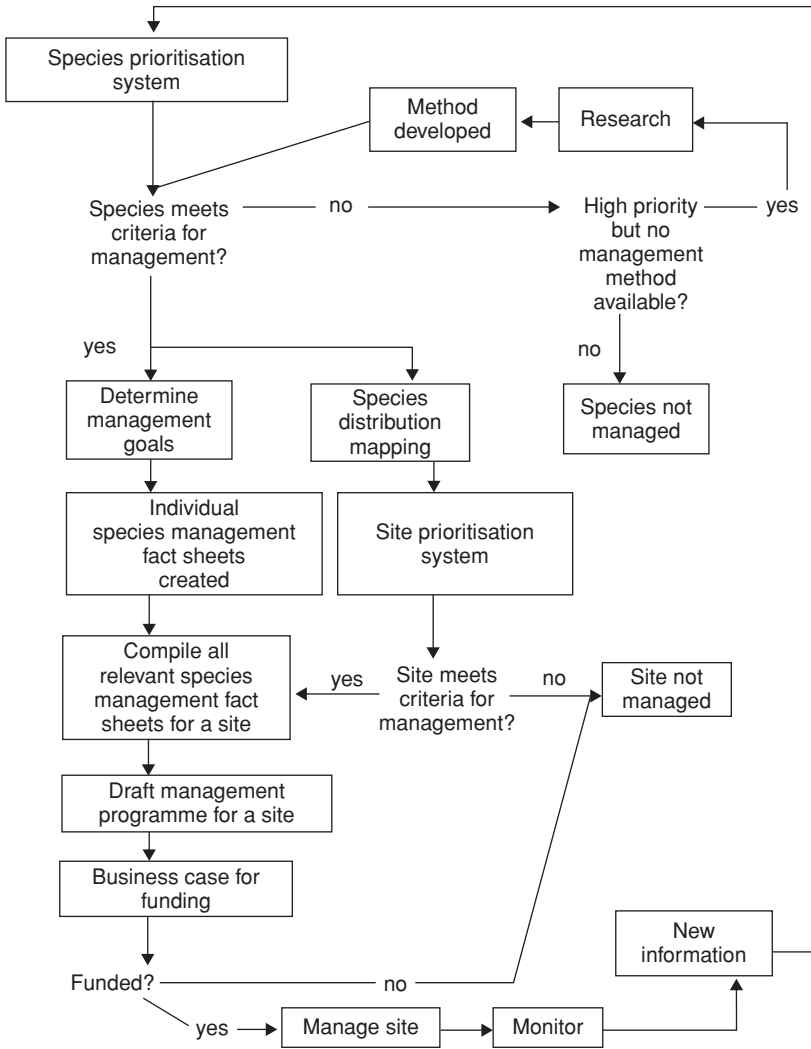 Species prioritisation
system
Method
developed
Research
Species meets
criteria for
management?
no
High priority
but no
management
method
available?
yes
yes
no
Determine
management
goals
Species
distribution
mapping
Species not
managed
Individual
species management
fact sheets
created
Site prioritisation
system
Compile all
relevant species
management fact
sheets for a site
yes
Site meets
criteria for
management?
no
Site not
managed
Draft management
programme for a site
Business case for
funding
New
information
Funded?
no
yes
Manage site
Monitor